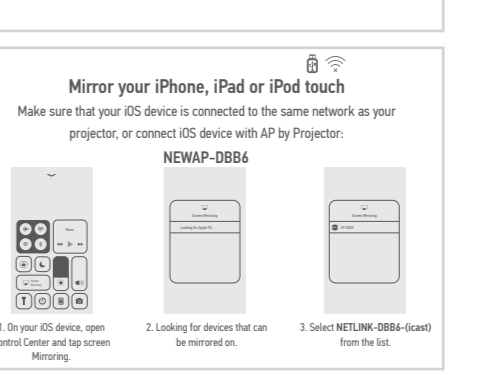 Mirror your iPhone, iPad or iPod touch
Make sure that your iOS device is connected to the same network as your
projector, or connect iOS device with AP by Projector:
NEWAP-DBB6
Music
Screen
Mirroring
Screen Mirroring
Looking for Apple TV...
Screen Mirroring
1. On your iOS device, open
Control Center and tap screen
Mirroring.
2. Looking for devices that can
be mirrored on.
3. Select NETLINK-DBB6-(icast)
from the list.